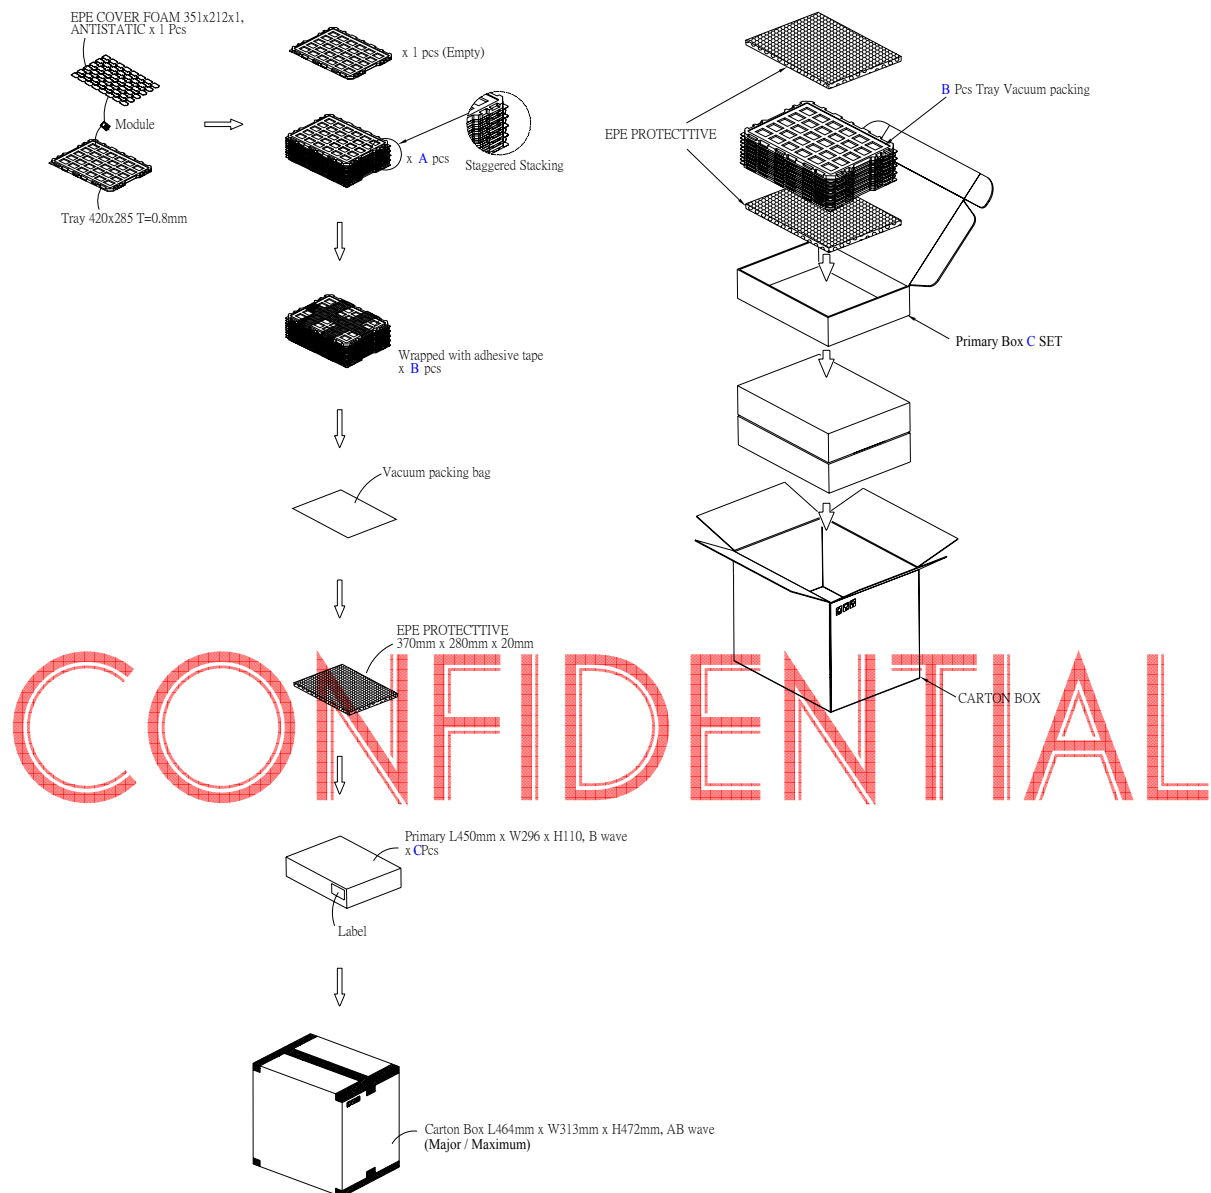 EPE COVER FOAM 351x212x1,
ANTISTATIC x 1 Pcs
Module
Tray 420x285 T=0.8mm
x 1 pcs (Empty)
x A pcs
Staggered Stacking
Wrapped with adhesive tape
x B pcs
Vacuum packing bag
EPE PROTECTTIVE
370mm x 280mm x 20mm
Primary L450mm x W296 x H110, B wave
x CPcs
Label
Carton Box L464mm x W313mm x H472mm, AB wave
(Major / Maximum)
B Pcs Tray Vacuum packing
EPE PROTECTTIVE
Primary Box C SET
CARTON BOX
CONFIDENTIAL